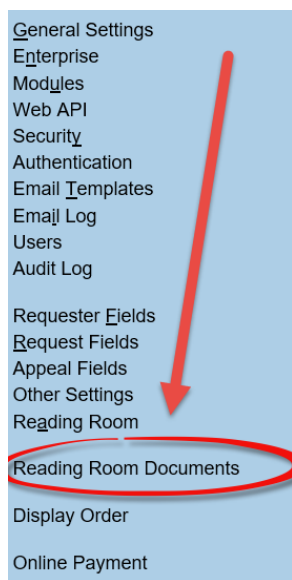 General Settings
Enterprise
Modules
Web API
Security
Authentication
Email Templates
Email Log
Users
Audit Log
Requester Fields
Request Fields
Appeal Fields
Other Settings
Reading Room
Reading Room Documents
Display Order
Online Payment